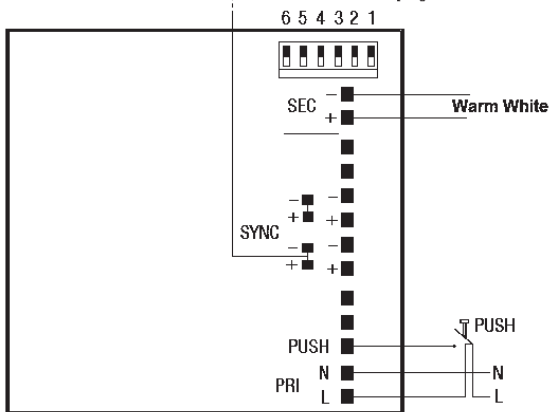 6 5 4 3 2 1
SEC
−
+
Warm White
− −
+ +
SYNC
− −
+ +
PUSH
PUSH
PRI
N
N
L
L